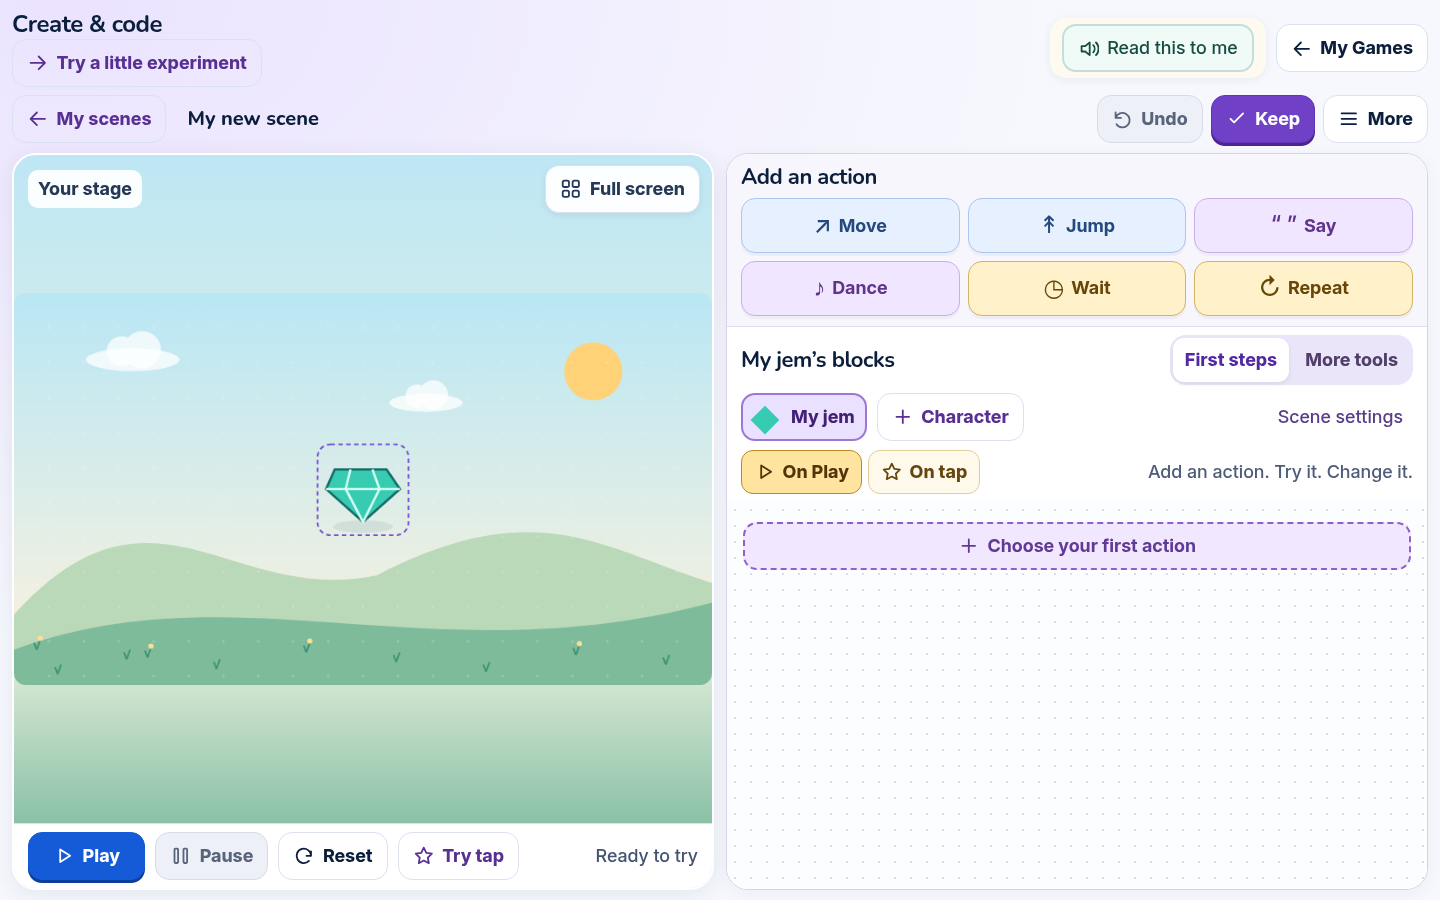 Create & code
Try a little experiment
Read this to me
My Games
My scenes
My new scene
Undo
Keep
More
Your stage
Full screen
Add an action
Move
Jump
“ ” Say
Dance
Wait
Repeat
My jem’s blocks
First steps
More tools
My jem
Character
Scene settings
On Play
On tap
Add an action. Try it. Change it.
Choose your first action
Play
Pause
Reset
Try tap
Ready to try